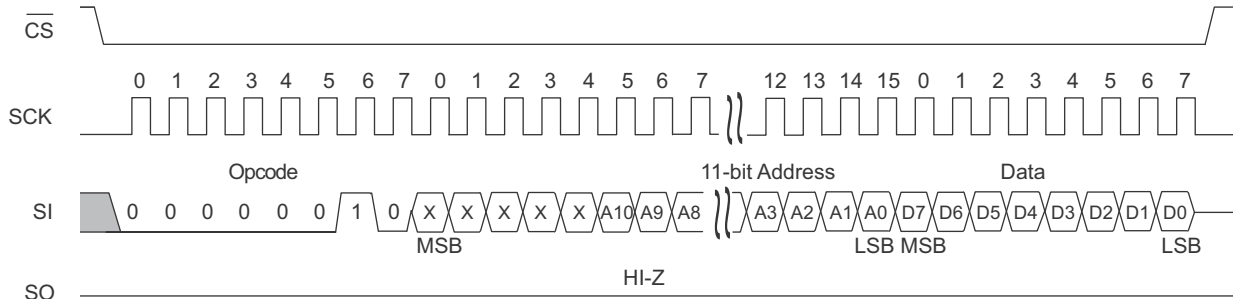 CS
0 1 2 3 4 5 6 7 0 1 2 3 4 5 6 7 12 13 14 15 0 1 2 3 4 5 6 7
SCK
Opcode 11-bit Address Data
SI 0 0 0 0 0 0 1 0 X X X X X A10 A9 A8 A3 A2 A1 A0 D7 D6 D5 D4 D3 D2 D1 D0
MSB LSB MSB LSB
HI-Z
SO